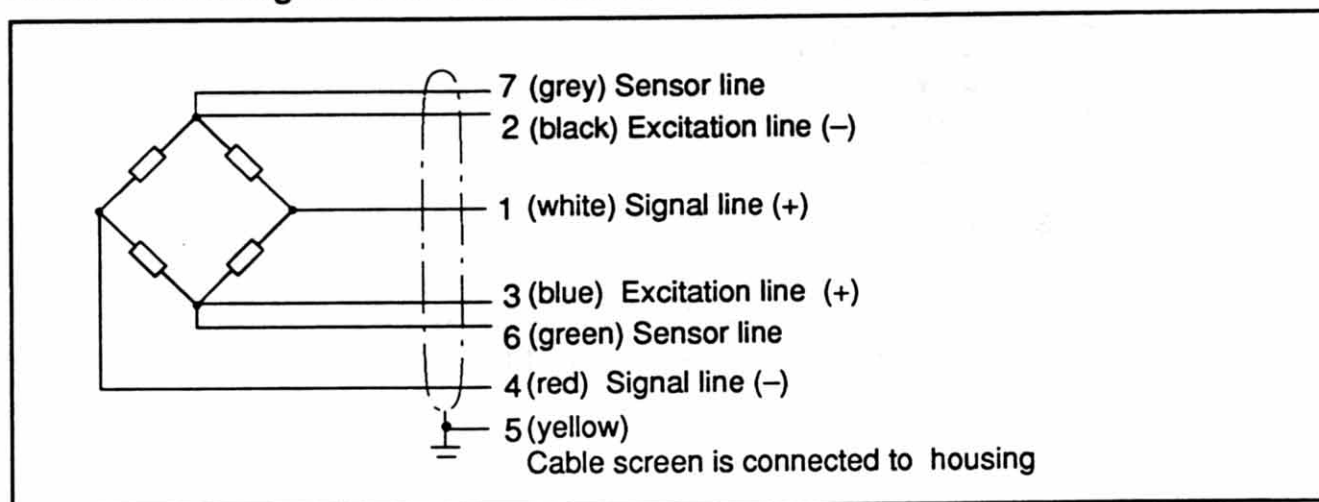 7 (grey) Sensor line
2 (black) Excitation line (–)
1 (white) Signal line (+)
3 (blue) Excitation line (+)
6 (green) Sensor line
4 (red) Signal line (–)
5 (yellow)
Cable screen is connected to housing